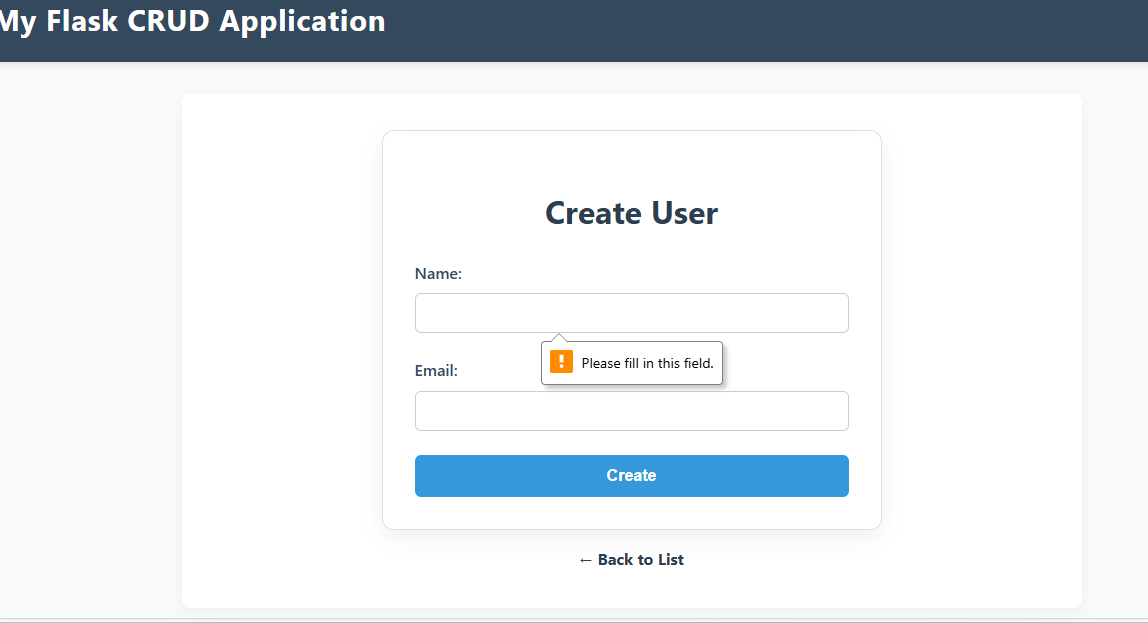 My Flask CRUD Application
Create User
Name:
! Please fill in this field.
Email:
Create
← Back to List